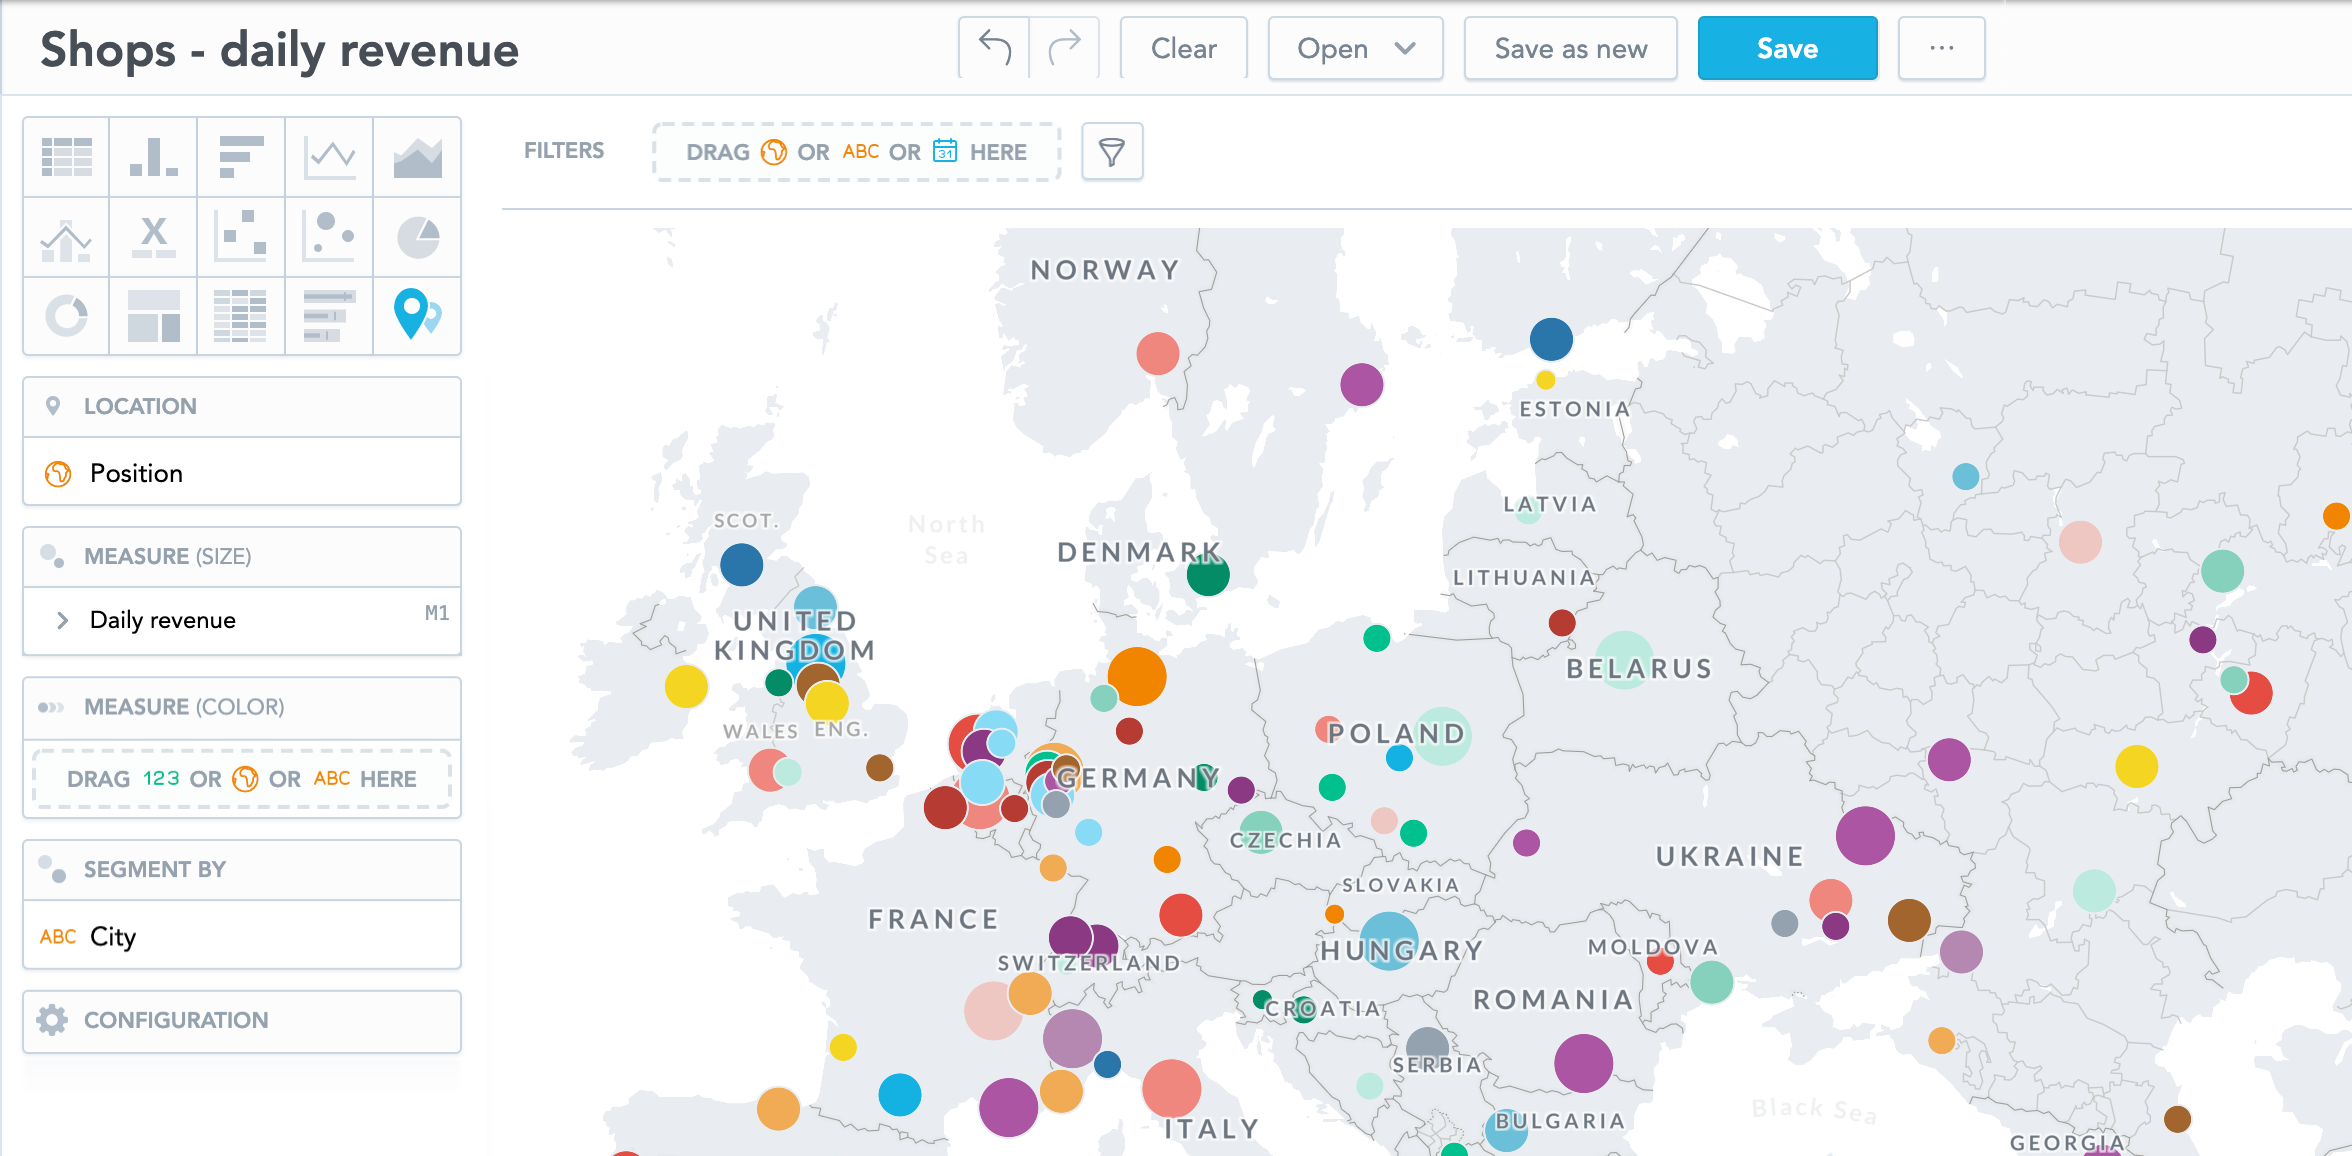 Shops - daily revenue
Clear
Open
Save as new
Save
...
FILTERS
DRAG OR ABC OR 31 HERE
X
LOCATION
Position
MEASURE (SIZE)
Daily revenue M1
MEASURE (COLOR)
DRAG 123 OR OR ABC HERE
SEGMENT BY
ABC City
CONFIGURATION
NORWAY
ESTONIA
LATVIA
SCOT.
North
Sea
DENMARK
LITHUANIA
UNITED
KINGDOM
BELARUS
WALES ENG.
POLAND
GERMANY
CZECHIA
UKRAINE
SLOVAKIA
FRANCE
HUNGARY
MOLDOVA
SWITZERLAND
ROMANIA
CROATIA
SERBIA
Black Sea
BULGARIA
ITALY
GEORGIA